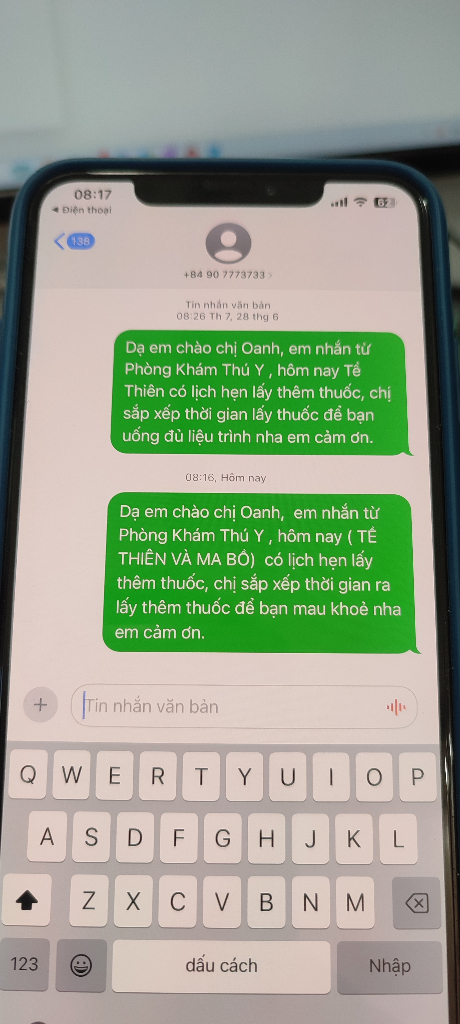 08:17
62
◂ Điện thoại
138
+84 90 7773733
Tin nhắn văn bản
08:26 Th 7, 28 thg 6
Dạ em chào chị Oanh, em nhắn từ
Phòng Khám Thú Y , hôm nay Tề
Thiên có lịch hẹn lấy thêm thuốc, chị
sắp xếp thời gian lấy thuốc để bạn
uống đủ liệu trình nha em cảm ơn.
08:16, Hôm nay
Dạ em chào chị Oanh, em nhắn từ
Phòng Khám Thú Y , hôm nay ( TỀ
THIÊN VÀ MA BỒ) có lịch hẹn lấy
thêm thuốc, chị sắp xếp thời gian ra
lấy thêm thuốc để bạn mau khoẻ nha
em cảm ơn.
Tin nhắn văn bản
Q W E R T Y U I O P
A S D F G H J K L
Z X C V B N M
123 dấu cách Nhập